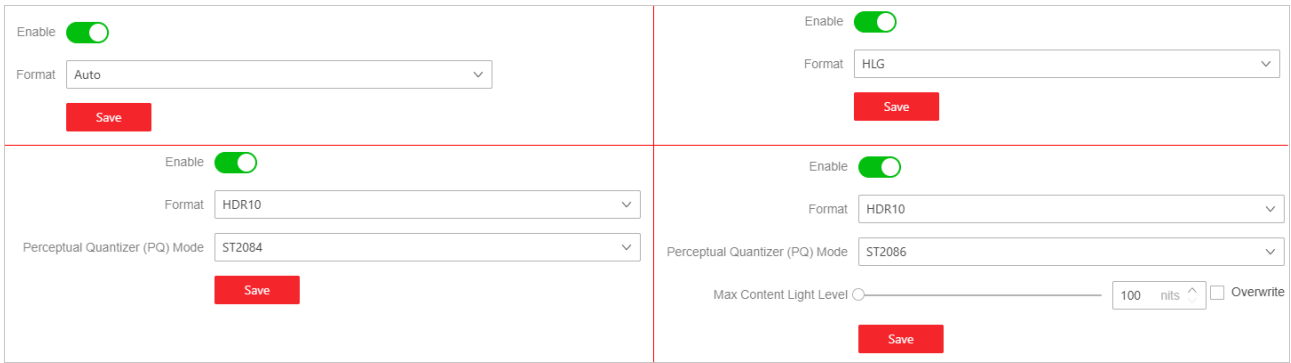 Enable
Format Auto
Save
Enable
Format HLG
Save
Enable
Format HDR10
Perceptual Quantizer (PQ) Mode ST2084
Save
Enable
Format HDR10
Perceptual Quantizer (PQ) Mode ST2086
Max Content Light Level 100 nits Overwrite
Save